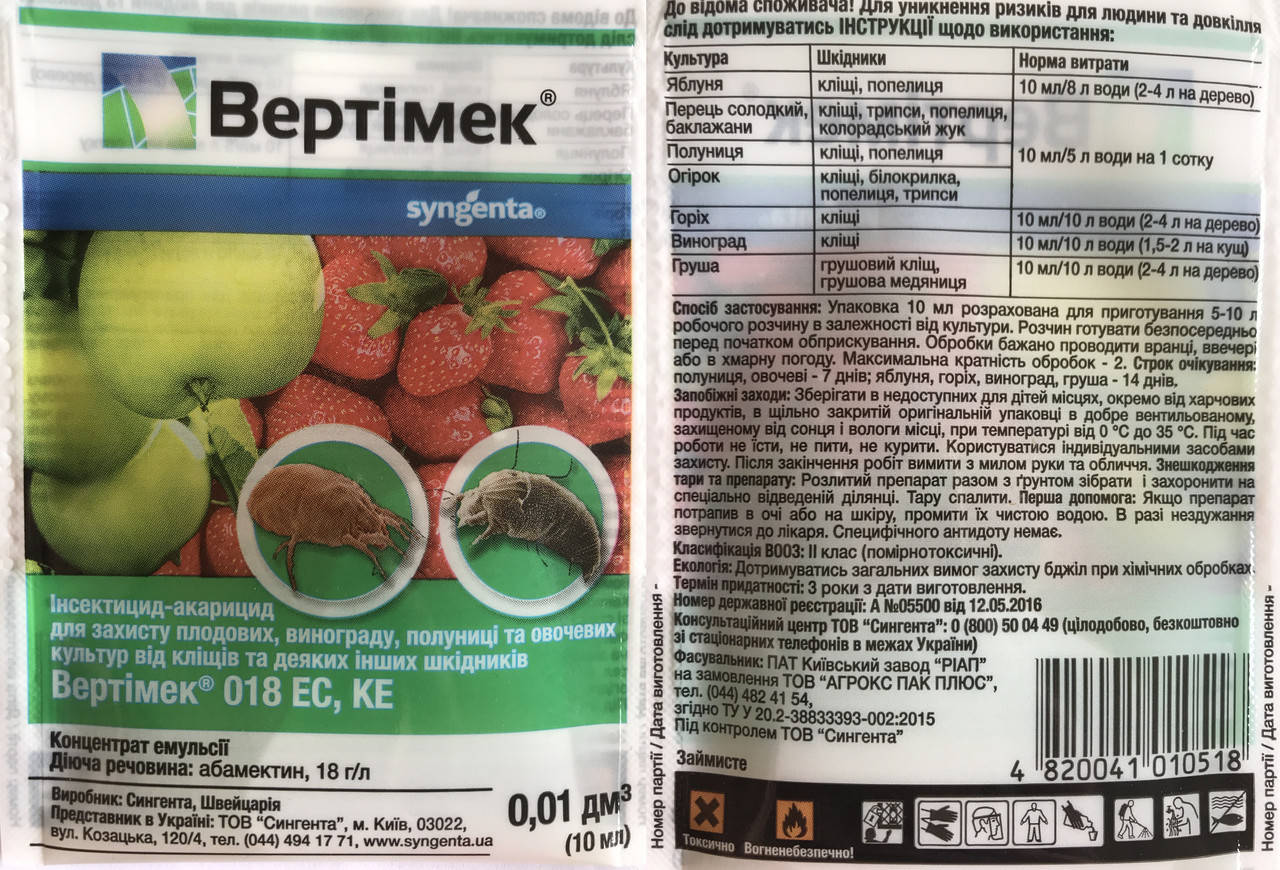 Вертімек®
syngenta®
Інсектицид-акарицид
для захисту плодових, винограду, полуниці та овочевих
культур від кліщів та деяких інших шкідників
Вертімек® 018 ЕС, КЕ
Концентрат емульсії
Діюча речовина: абамектин, 18 г/л
Виробник: Сингента, Швейцарія
Представник в Україні: ТОВ “Сингента”, м. Київ, 03022,
вул. Козацька, 120/4, тел. (044) 494 17 71, www.syngenta.ua
0,01 дм³
(10 мл)
До відома споживача! Для уникнення ризиків для людини та довкілля
слід дотримуватись ІНСТРУКЦІЇ щодо використання:
Культура Шкідники Норма витрати
Яблуня кліщі, попелиця 10 мл/8 л води (2-4 л на дерево)
Перець солодкий, кліщі, трипси, попелиця,
баклажани колорадський жук
Полуниця кліщі, попелиця 10 мл/5 л води на 1 сотку
Огірок кліщі, білокрилка,
попелиця, трипси
Горіх кліщі 10 мл/10 л води (2-4 л на дерево)
Виноград кліщі 10 мл/10 л води (1,5-2 л на кущ)
Груша грушовий кліщ, 10 мл/10 л води (2-4 л на дерево)
грушова медяниця
Спосіб застосування: Упаковка 10 мл розрахована для приготування 5-10 л
робочого розчину в залежності від культури. Розчин готувати безпосередньо
перед початком обприскування. Обробки бажано проводити вранці, ввечері
або в хмарну погоду. Максимальна кратність обробок - 2. Строк очікування:
полуниця, овочеві - 7 днів; яблуня, горіх, виноград, груша - 14 днів.
Запобіжні заходи: Зберігати в недоступних для дітей місцях, окремо від харчових
продуктів, в щільно закритій оригінальній упаковці в добре вентильованому,
захищеному від сонця і вологи місці, при температурі від 0 °С до 35 °С. Під час
роботи не їсти, не пити, не курити. Користуватися індивідуальними засобами
захисту. Після закінчення робіт вимити з милом руки та обличчя. Знешкодження
тари та препарату: Розлитий препарат разом з ґрунтом зібрати і захоронити на
спеціально відведеній ділянці. Тару спалити. Перша допомога: Якщо препарат
потрапив в очі або на шкіру, промити їх чистою водою. В разі нездужання
звернутися до лікаря. Специфічного антидоту немає.
Класифікація ВООЗ: II клас (помірнотоксичні).
Екологія: Дотримуватись загальних вимог захисту бджіл при хімічних обробках.
Термін придатності: 3 роки з дати виготовлення.
Номер державної реєстрації: А №05500 від 12.05.2016
Консультаційний центр ТОВ “Сингента”: 0 (800) 50 04 49 (цілодобово, безкоштовно
зі стаціонарних телефонів в межах України)
Фасувальник: ПАТ Київський завод “РІАП”
на замовлення ТОВ “АГРОКС ПАК ПЛЮС”,
тел. (044) 482 41 54,
згідно ТУ У 20.2-38833393-002:2015
Під контролем ТОВ “Сингента”
Займисте
4 820041 010518
Токсично Вогненебезпечно!
Номер партії / Дата виготовлення -
Номер партії / Дата виготовлення -